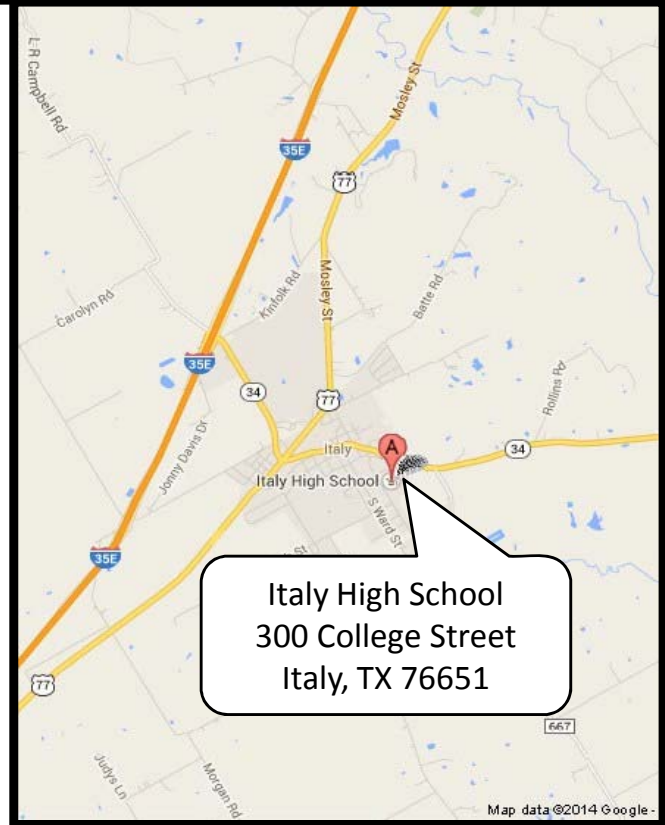 L R Campbell Rd
Mosley St
35E
77
Kinfolk Rd
Mosley St
Batte Rd
Carolyn Rd
35E
34
77
Rollins Rd
Jonny Davis Dr
Italy
A
34
Italy High School
S Ward St
St
35E
Italy High School
300 College Street
Italy, TX 76651
77
667
Judys Ln
Morgan Rd
Map data ©2014 Google -